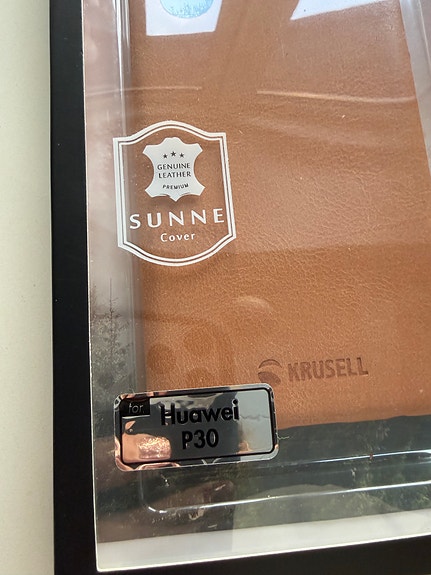 GENUINE
LEATHER
PREMIUM
SUNNE
Cover
KRUSELL
for
Huawei
P30